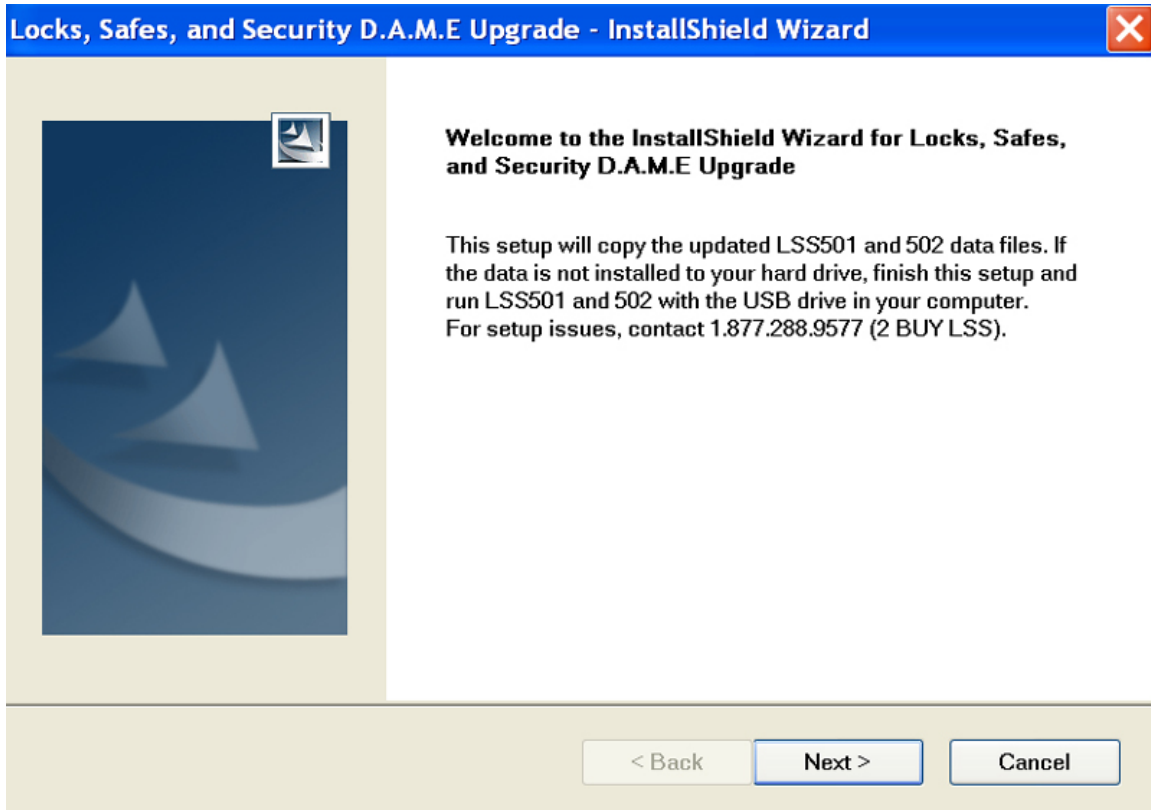 Locks, Safes, and Security D.A.M.E Upgrade - InstallShield Wizard
Welcome to the InstallShield Wizard for Locks, Safes,
and Security D.A.M.E Upgrade
This setup will copy the updated LSS501 and 502 data files. If
the data is not installed to your hard drive, finish this setup and
run LSS501 and 502 with the USB drive in your computer.
For setup issues, contact 1.877.288.9577 (2 BUY LSS).
< Back Next > Cancel